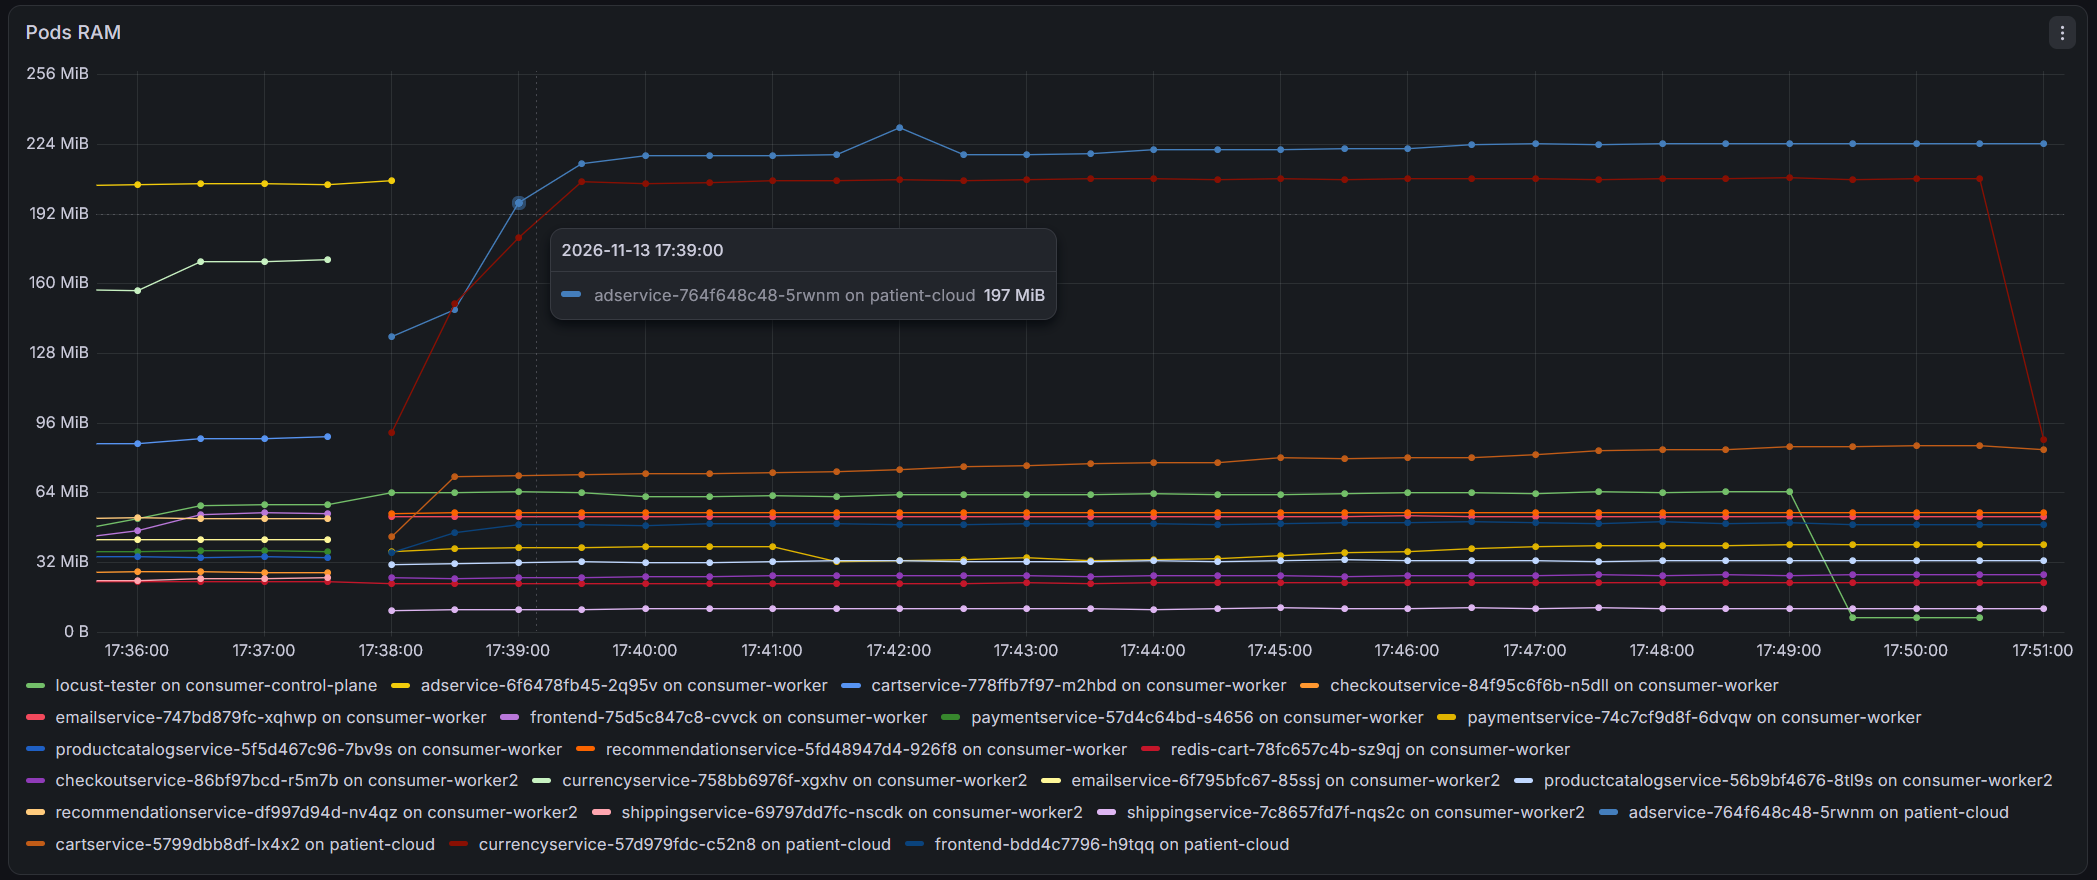 Pods RAM
256 MiB
224 MiB
192 MiB
160 MiB
128 MiB
96 MiB
64 MiB
32 MiB
0 B
2026-11-13 17:39:00
adservice-764f648c48-5rwnm on patient-cloud 197 MiB
17:36:00 17:37:00 17:38:00 17:39:00 17:40:00 17:41:00 17:42:00 17:43:00 17:44:00 17:45:00 17:46:00 17:47:00 17:48:00 17:49:00 17:50:00 17:51:00
locust-tester on consumer-control-plane adservice-6f6478fb45-2q95v on consumer-worker cartservice-778ffb7f97-m2hbd on consumer-worker checkoutservice-84f95c6f6b-n5dll on consumer-worker
emailservice-747bd879fc-xqhwp on consumer-worker frontend-75d5c847c8-cvvck on consumer-worker paymentservice-57d4c64bd-s4656 on consumer-worker paymentservice-74c7cf9d8f-6dvqw on consumer-worker
productcatalogservice-5f5d467c96-7bv9s on consumer-worker recommendationservice-5fd48947d4-926f8 on consumer-worker redis-cart-78fc657c4b-sz9qj on consumer-worker
checkoutservice-86bf97bcd-r5m7b on consumer-worker2 currencyservice-758bb6976f-xgxhv on consumer-worker2 emailservice-6f795bfc67-85ssj on consumer-worker2 productcatalogservice-56b9bf4676-8tl9s on consumer-worker2
recommendationservice-df997d94d-nv4qz on consumer-worker2 shippingservice-69797dd7fc-nscdk on consumer-worker2 shippingservice-7c8657fd7f-nqs2c on consumer-worker2 adservice-764f648c48-5rwnm on patient-cloud
cartservice-5799dbb8df-lx4x2 on patient-cloud currencyservice-57d979fdc-c52n8 on patient-cloud frontend-bdd4c7796-h9tqq on patient-cloud